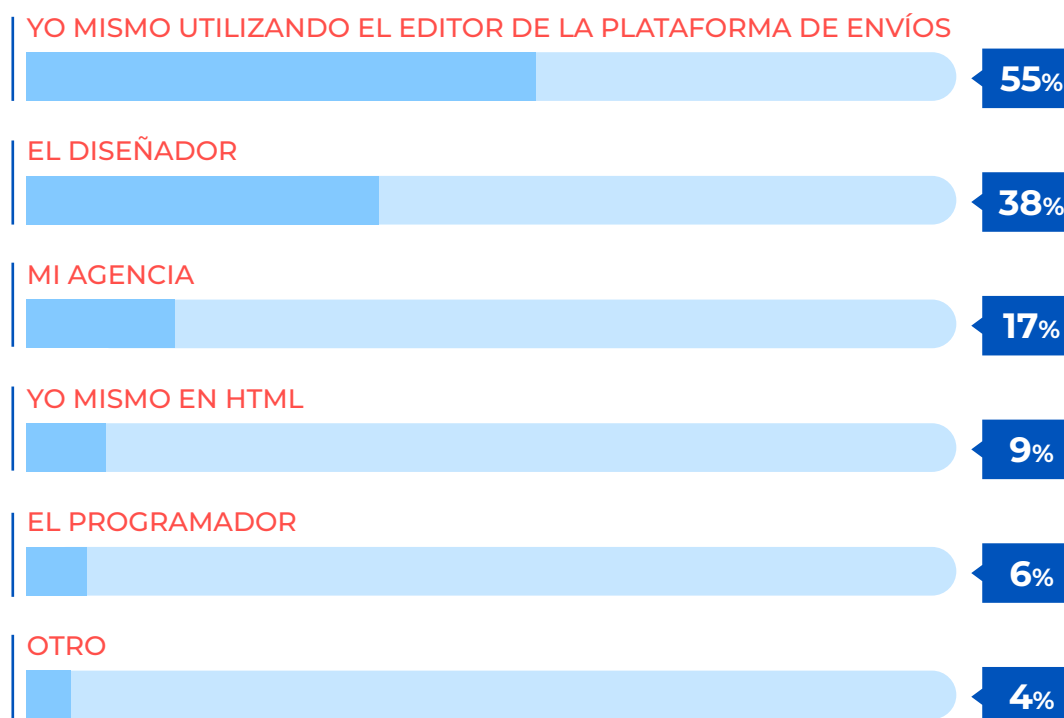 YO MISMO UTILIZANDO EL EDITOR DE LA PLATAFORMA DE ENVÍOS
55%
EL DISEÑADOR
38%
MI AGENCIA
17%
YO MISMO EN HTML
9%
EL PROGRAMADOR
6%
OTRO
4%